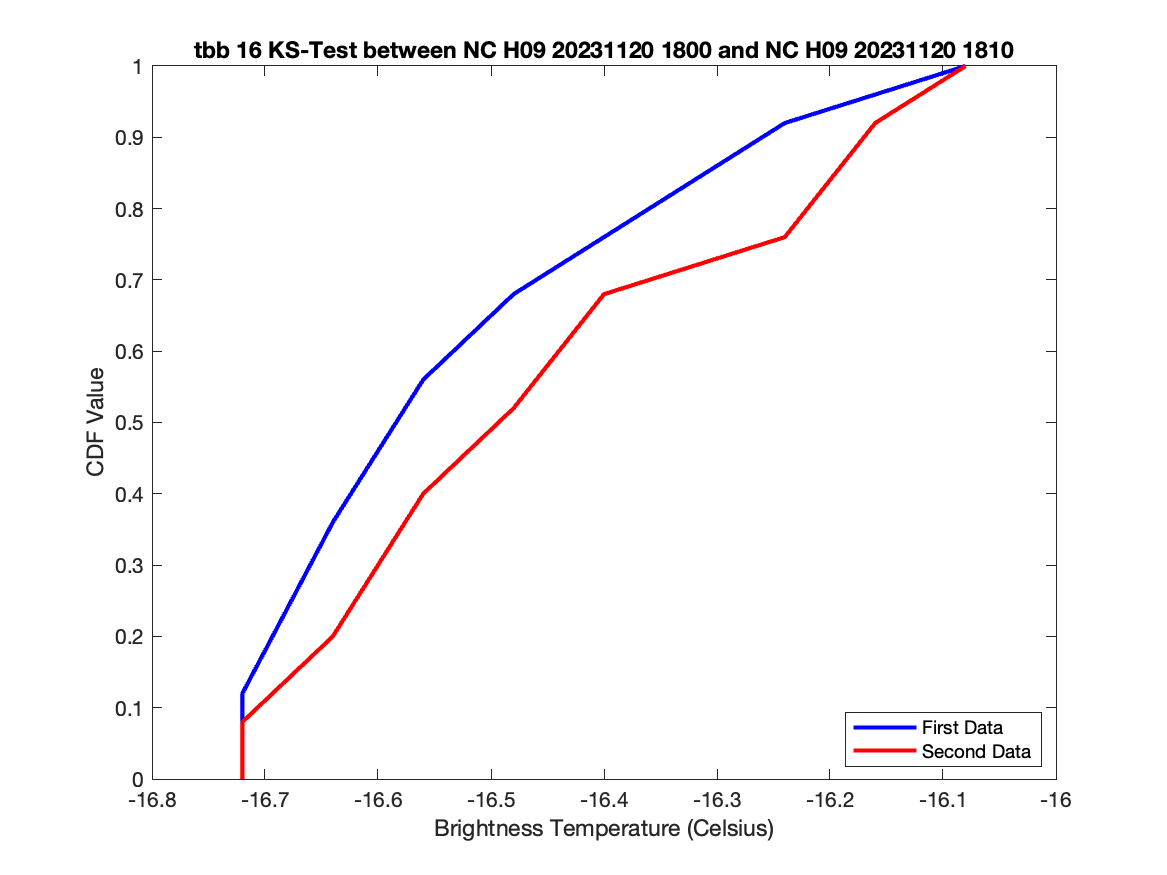 tbb 16 KS-Test between NC H09 20231120 1800 and NC H09 20231120 1810
1
0.9
0.8
0.7
0.6
0.5
0.4
0.3
0.2
0.1
0
CDF Value
First Data
Second Data
-16.8 -16.7 -16.6 -16.5 -16.4 -16.3 -16.2 -16.1 -16
Brightness Temperature (Celsius)